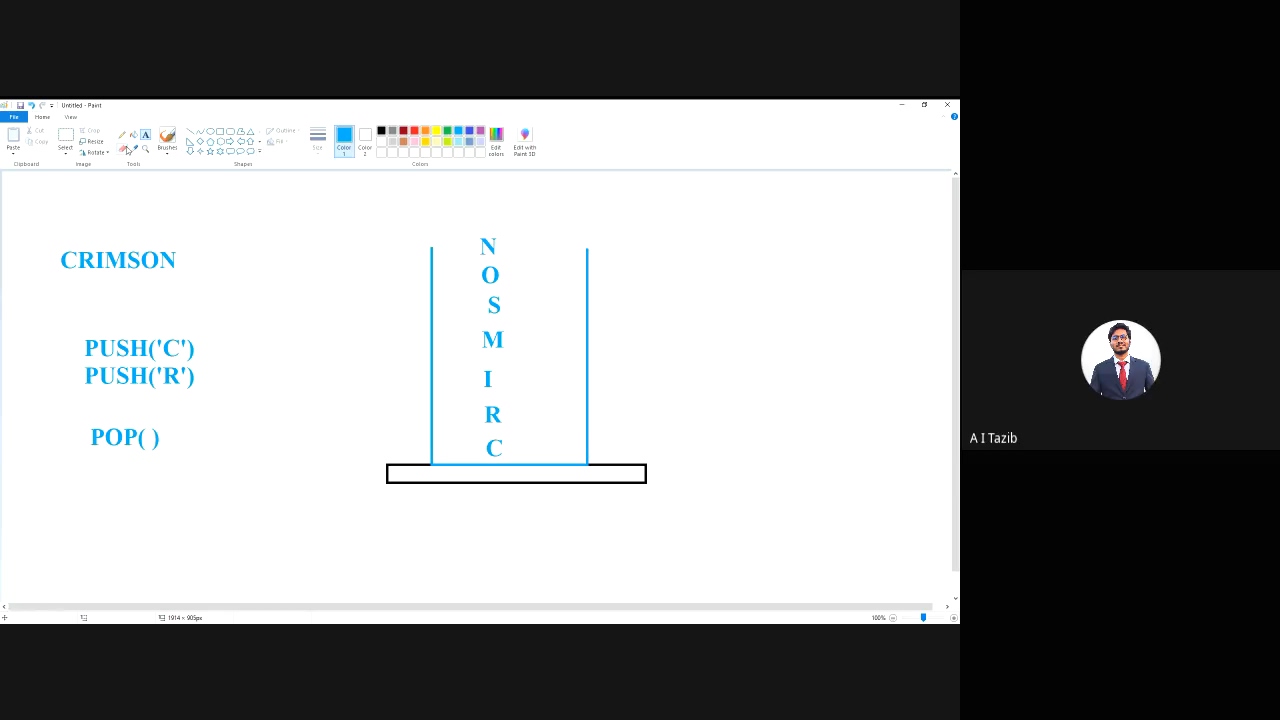 Untitled - Paint
File
Home
View
Paste
Cut
Copy
Clipboard
Select
Crop
Resize
Rotate
Image
A
Tools
Brushes
Shapes
Outline
Fill
Size
Color 1
Color 2
Edit colors
Edit with Paint 3D
Colors
CRIMSON
PUSH('C')
PUSH('R')
POP( )
N
O
S
M
I
R
C
1914 × 905px
100%
A I Tazib